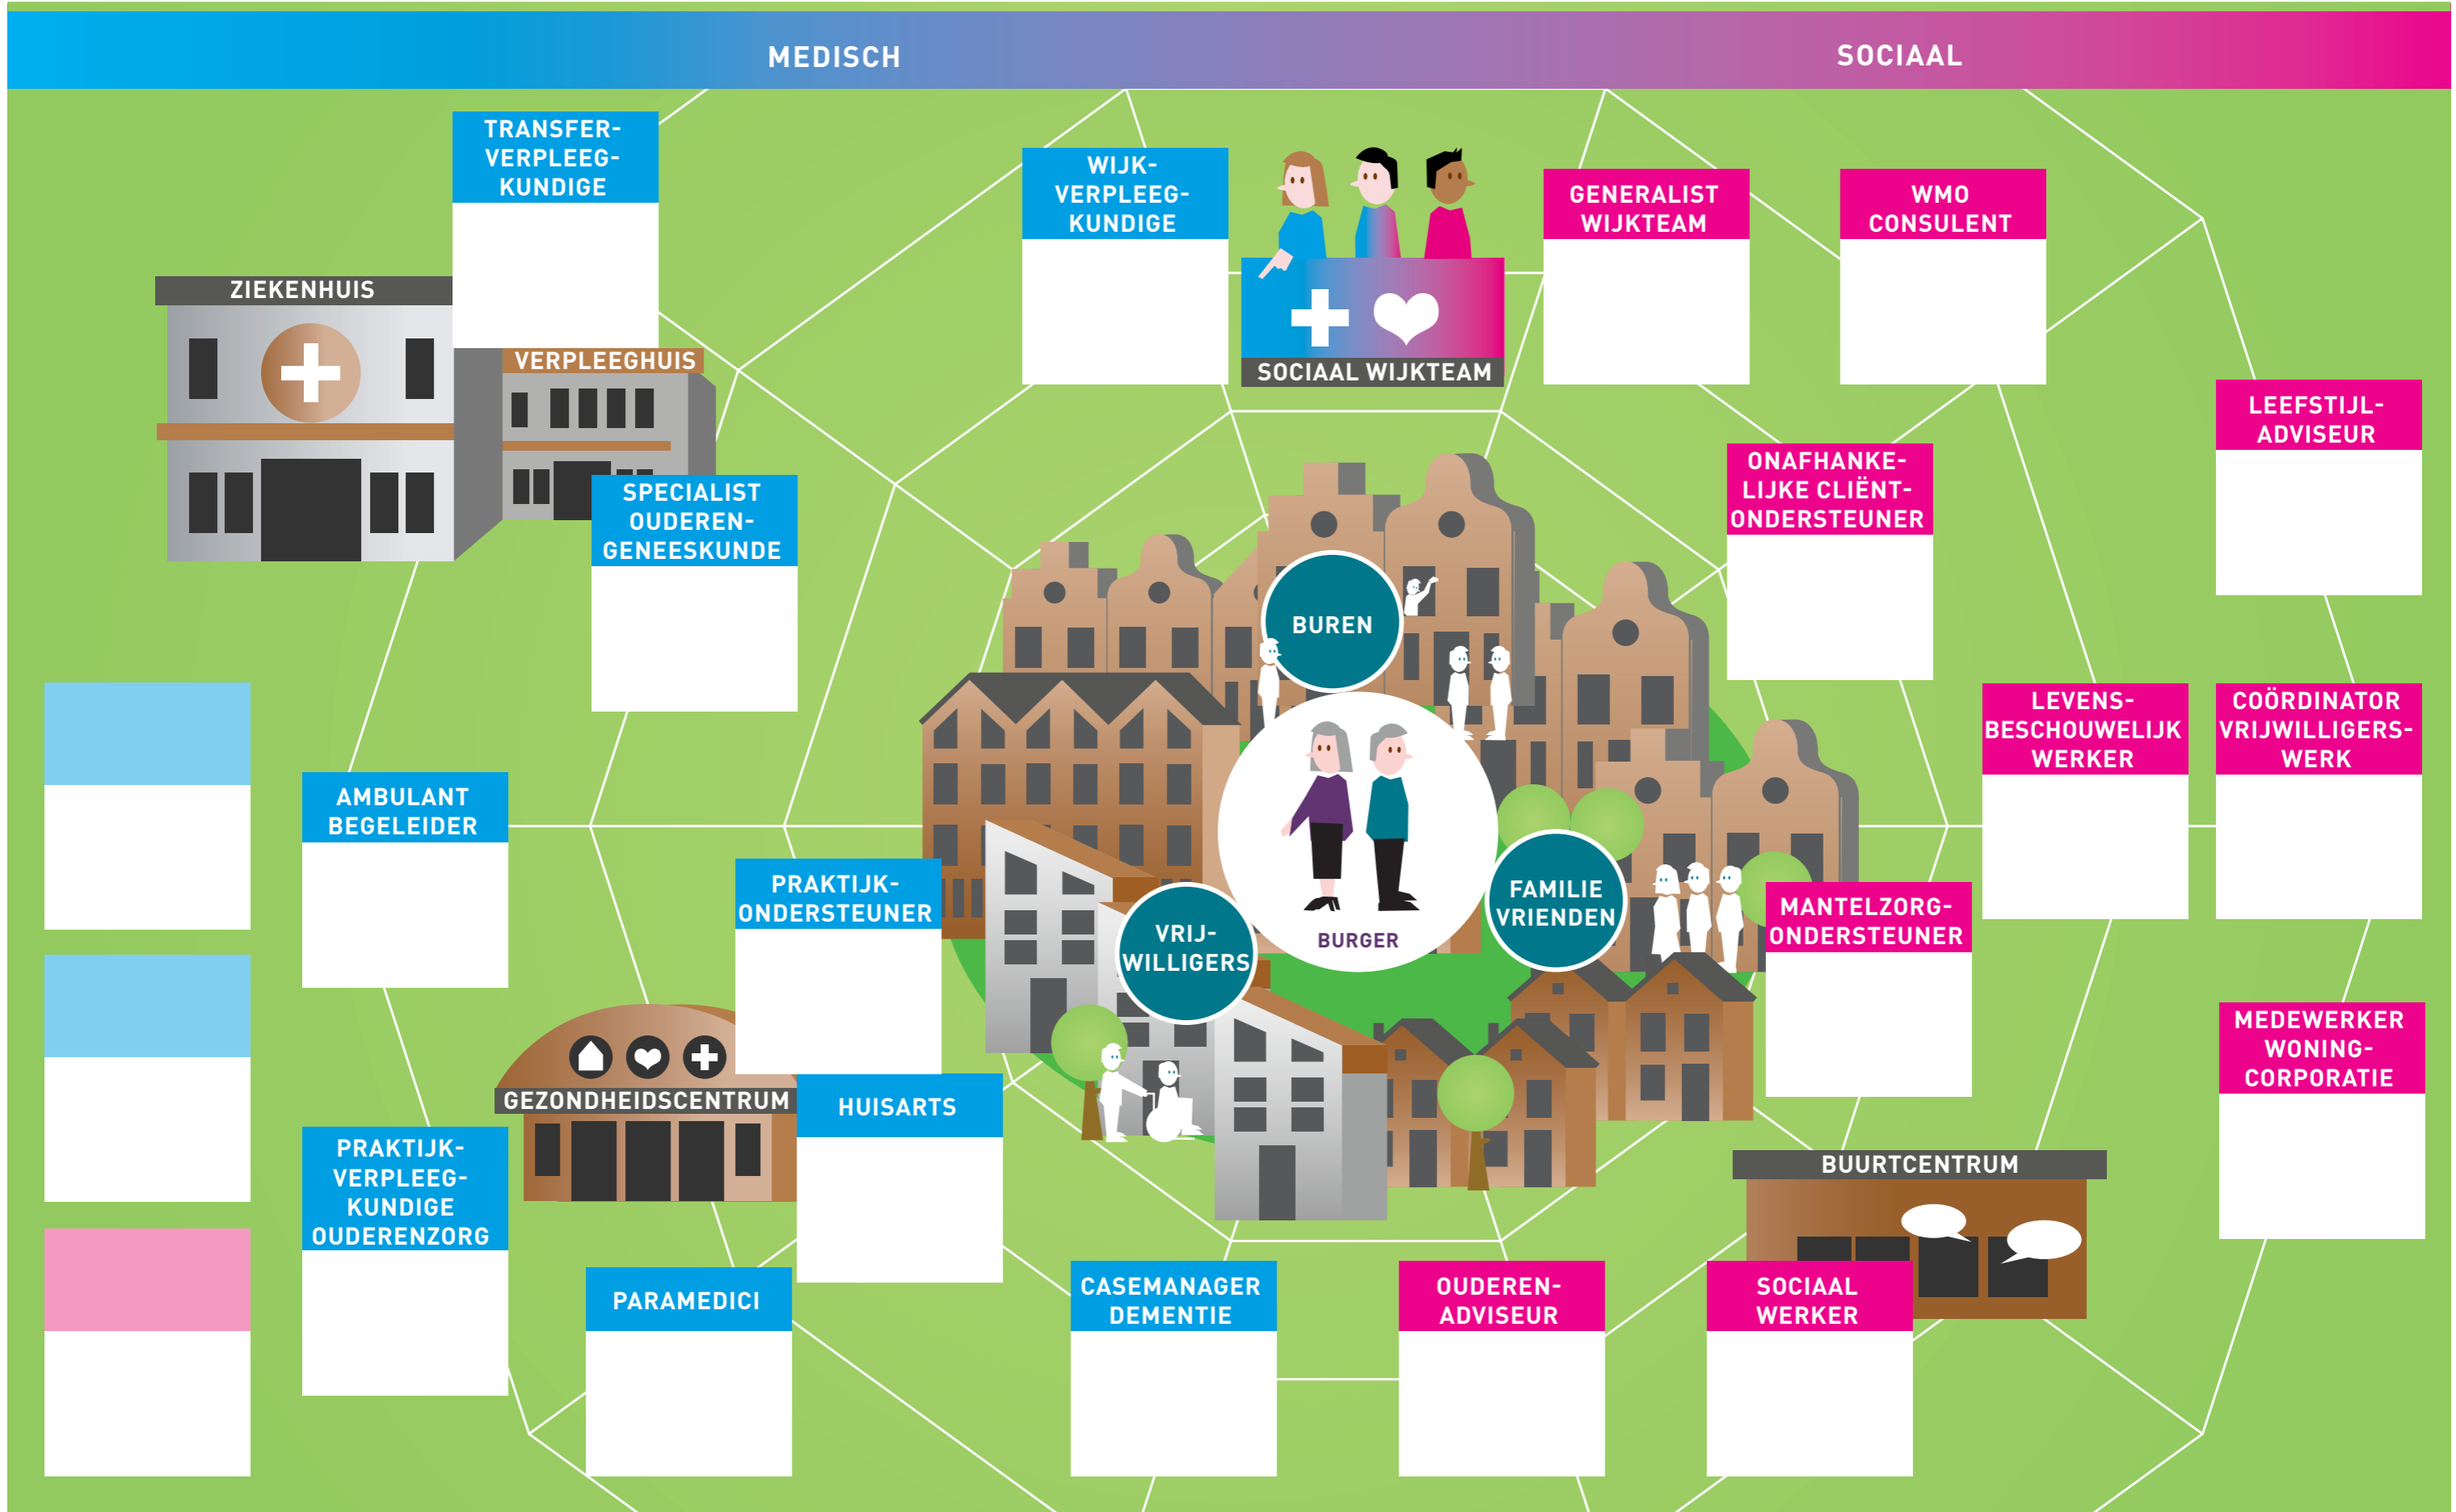 MEDISCH
SOCIAAL
TRANSFER-
VERPLEEG-
KUNDIGE
WIJK-
VERPLEEG-
KUNDIGE
GENERALIST
WIJKTEAM
WMO
CONSULENT
ZIEKENHUIS
VERPLEEGHUIS
SOCIAAL WIJKTEAM
LEEFSTIJL-
ADVISEUR
SPECIALIST
OUDEREN-
GENEESKUNDE
ONAFHANKE-
LIJKE CLIËNT-
ONDERSTEUNER
BUREN
LEVENS-
BESCHOUWELIJK
WERKER
COÖRDINATOR
VRIJWILLIGERS-
WERK
AMBULANT
BEGELEIDER
PRAKTIJK-
ONDERSTEUNER
FAMILIE
VRIENDEN
MANTELZORG-
ONDERSTEUNER
VRIJ-
WILLIGERS
BURGER
MEDEWERKER
WONING-
CORPORATIE
GEZONDHEIDSCENTRUM
HUISARTS
PRAKTIJK-
VERPLEEG-
KUNDIGE
OUDERENZORG
BUURTCENTRUM
PARAMEDICI
CASEMANAGER
DEMENTIE
OUDEREN-
ADVISEUR
SOCIAAL
WERKER